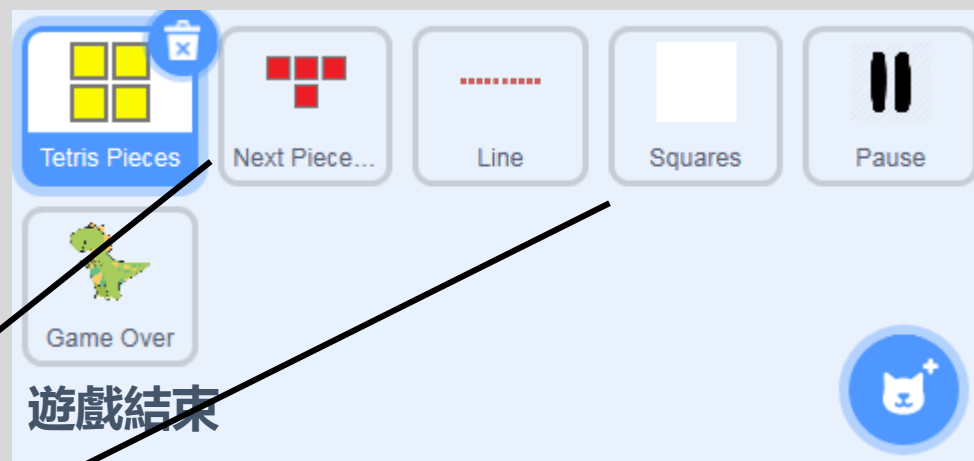 Tetris Pieces
Next Piece...
Line
Squares
Pause
Game Over
遊戲結束